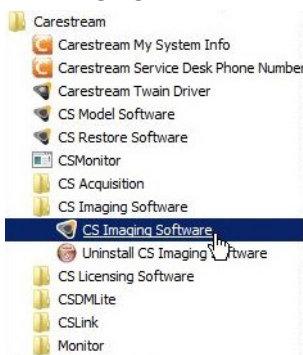 Carestream
Carestream My System Info
Carestream Service Desk Phone Number
Carestream Twain Driver
CS Model Software
CS Restore Software
CSMonitor
CS Acquisition
CS Imaging Software
CS Imaging Software
Uninstall CS Imaging Software
CS Licensing Software
CSDMLite
CSLink
Monitor